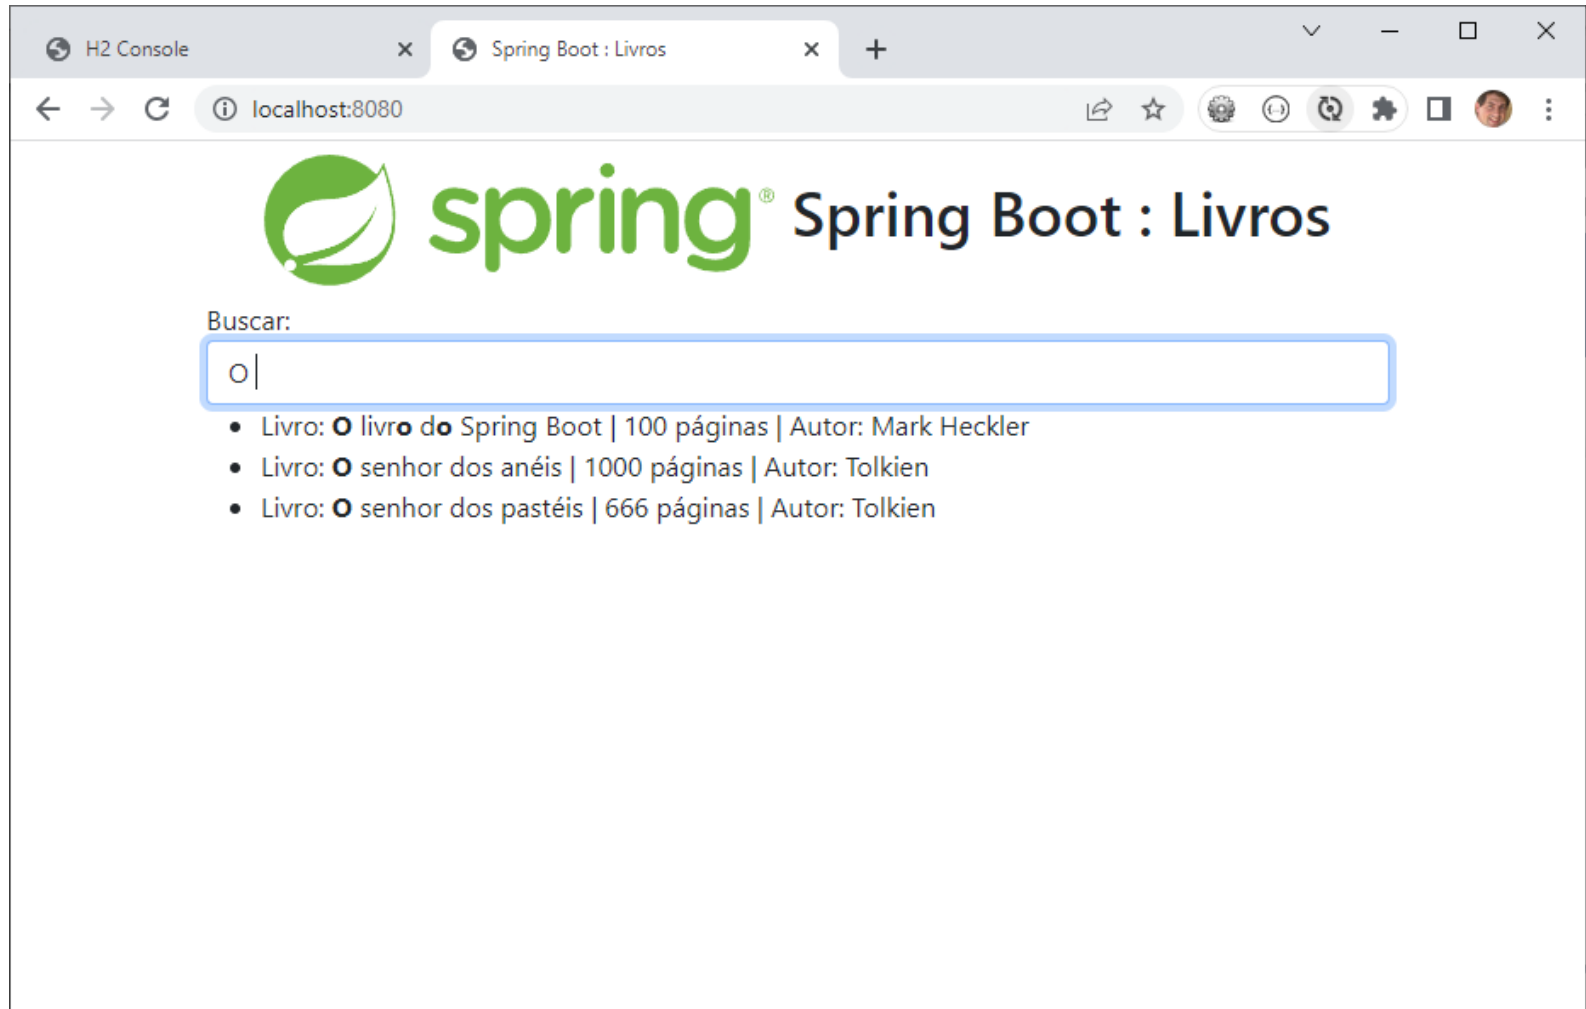 H2 Console
Spring Boot : Livros
localhost:8080
spring® Spring Boot : Livros
Buscar:
O
Livro: O livro do Spring Boot | 100 páginas | Autor: Mark Heckler
Livro: O senhor dos anéis | 1000 páginas | Autor: Tolkien
Livro: O senhor dos pastéis | 666 páginas | Autor: Tolkien